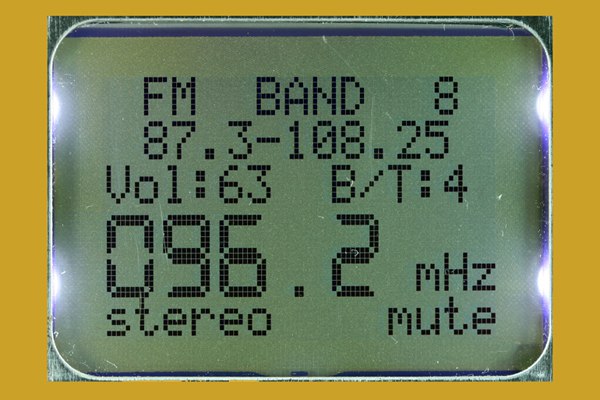 FM BAND 8
87.3-108.25
Vol:63 B/T:4
096.2 mHz
stereo mute